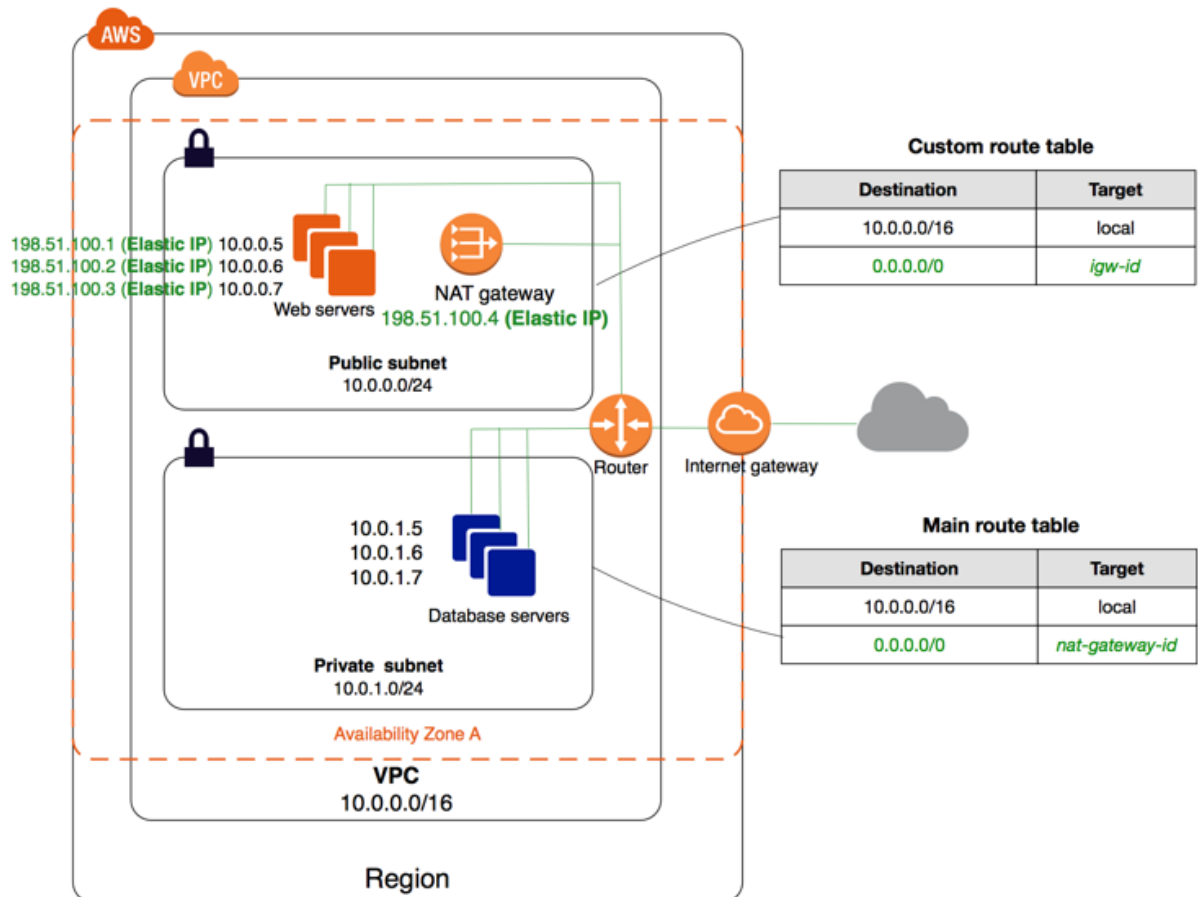 AWS
VPC
Custom route table
Destination Target
10.0.0.0/16 local
0.0.0.0/0 igw-id
198.51.100.1 (Elastic IP) 10.0.0.5
198.51.100.2 (Elastic IP) 10.0.0.6
198.51.100.3 (Elastic IP) 10.0.0.7
Web servers
NAT gateway
198.51.100.4 (Elastic IP)
Public subnet
10.0.0.0/24
Router
Internet gateway
10.0.1.5
10.0.1.6
10.0.1.7
Database servers
Private subnet
10.0.1.0/24
Main route table
Destination Target
10.0.0.0/16 local
0.0.0.0/0 nat-gateway-id
Availability Zone A
VPC
10.0.0.0/16
Region